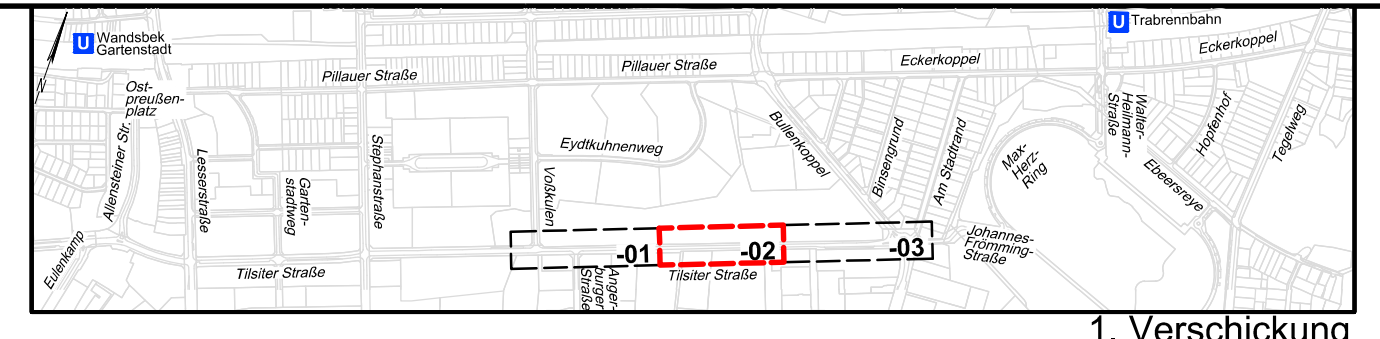 U Wandsbek
Gartenstadt
U Trabrennbahn
N
Ost-
preußen-
platz
Pillauer Straße
Pillauer Straße
Eckerkoppel
Eckerkoppel
Allensteiner Str.
Lesserstraße
Garten-
stadtweg
Stephanstraße
Eydtkuhnenweg
Voßkulen
Bullenkoppel
Binsengrund
Am Stadtrand
Max-
Herz-
Ring
Walter-
Heilmann-
Straße
Hopfenhof
Tegelweg
Ebeersreye
Eulenkamp
Tilsiter Straße
Anger-
burger
Straße
-01
-02
-03
Tilsiter Straße
Johannes-
Frömming-
Straße
1. Verschickung